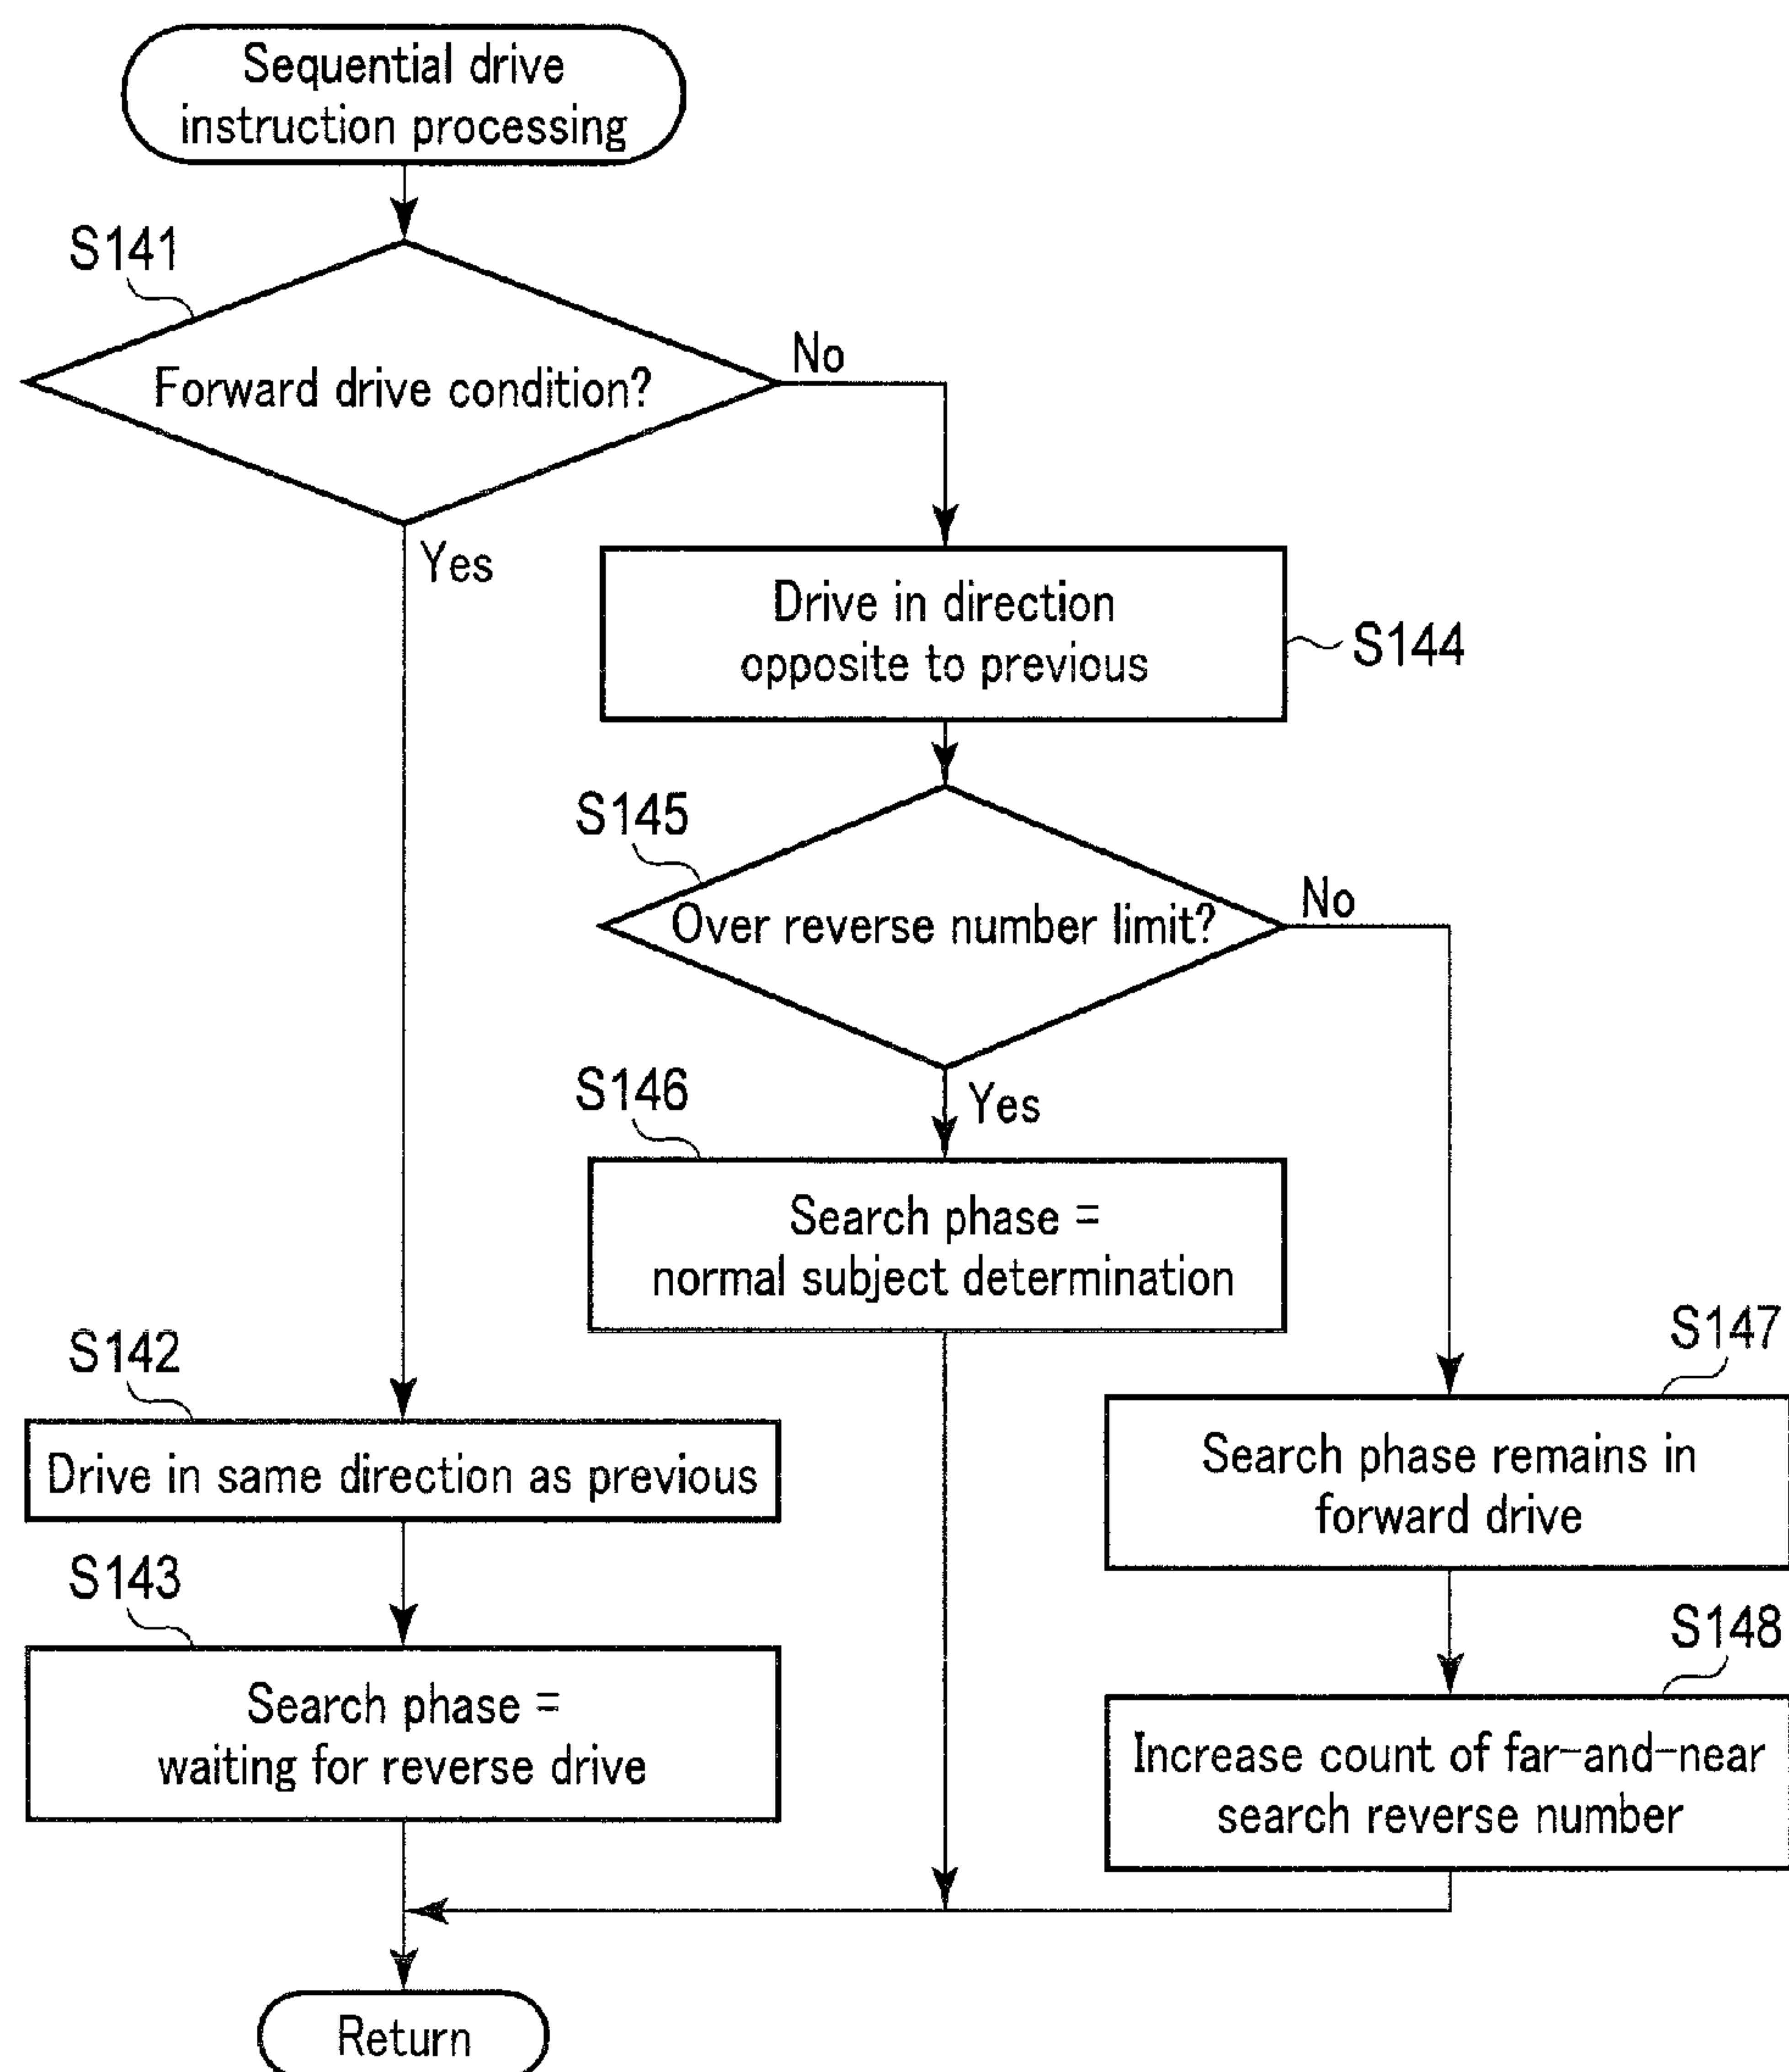 Sequential drive
instruction processing
S141
Forward drive condition?
No
Yes
Drive in direction
opposite to previous
S144
S145
Over reverse number limit?
No
Yes
S146
Search phase =
normal subject determination
S142
Drive in same direction as previous
S147
Search phase remains in
forward drive
S143
Search phase =
waiting for reverse drive
S148
Increase count of far-and-near
search reverse number
Return